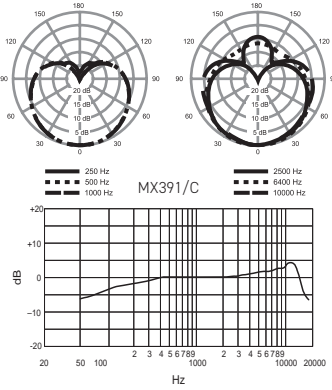 180
150 150
120 120
90 90
20 dB
15 dB
10 dB
5 dB
60 60
30 30
0
250 Hz
500 Hz
1000 Hz
180
150 150
120 120
90
20 dB
15 dB
10 dB
5 dB
60 60
30 30
0
2500 Hz
6400 Hz
10000 Hz
MX391/C
+20
+10
0
–10
–20
dB
2 3 4 5 6 7 8 9 2 3 4 5 6 7 8 9
20 50 100 1000 10000 20000
Hz